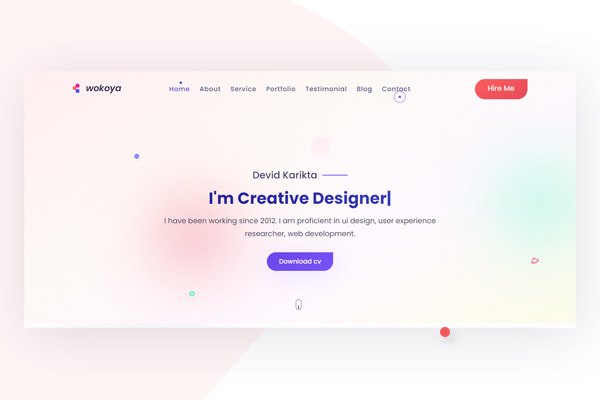 wokoya
Home About Service Portfolio Testimonial Blog Contact
Hire Me
Devid Karikta
I'm Creative Designer|
I have been working since 2012. I am proficient in ui design, user experience
researcher, web development.
Download cv